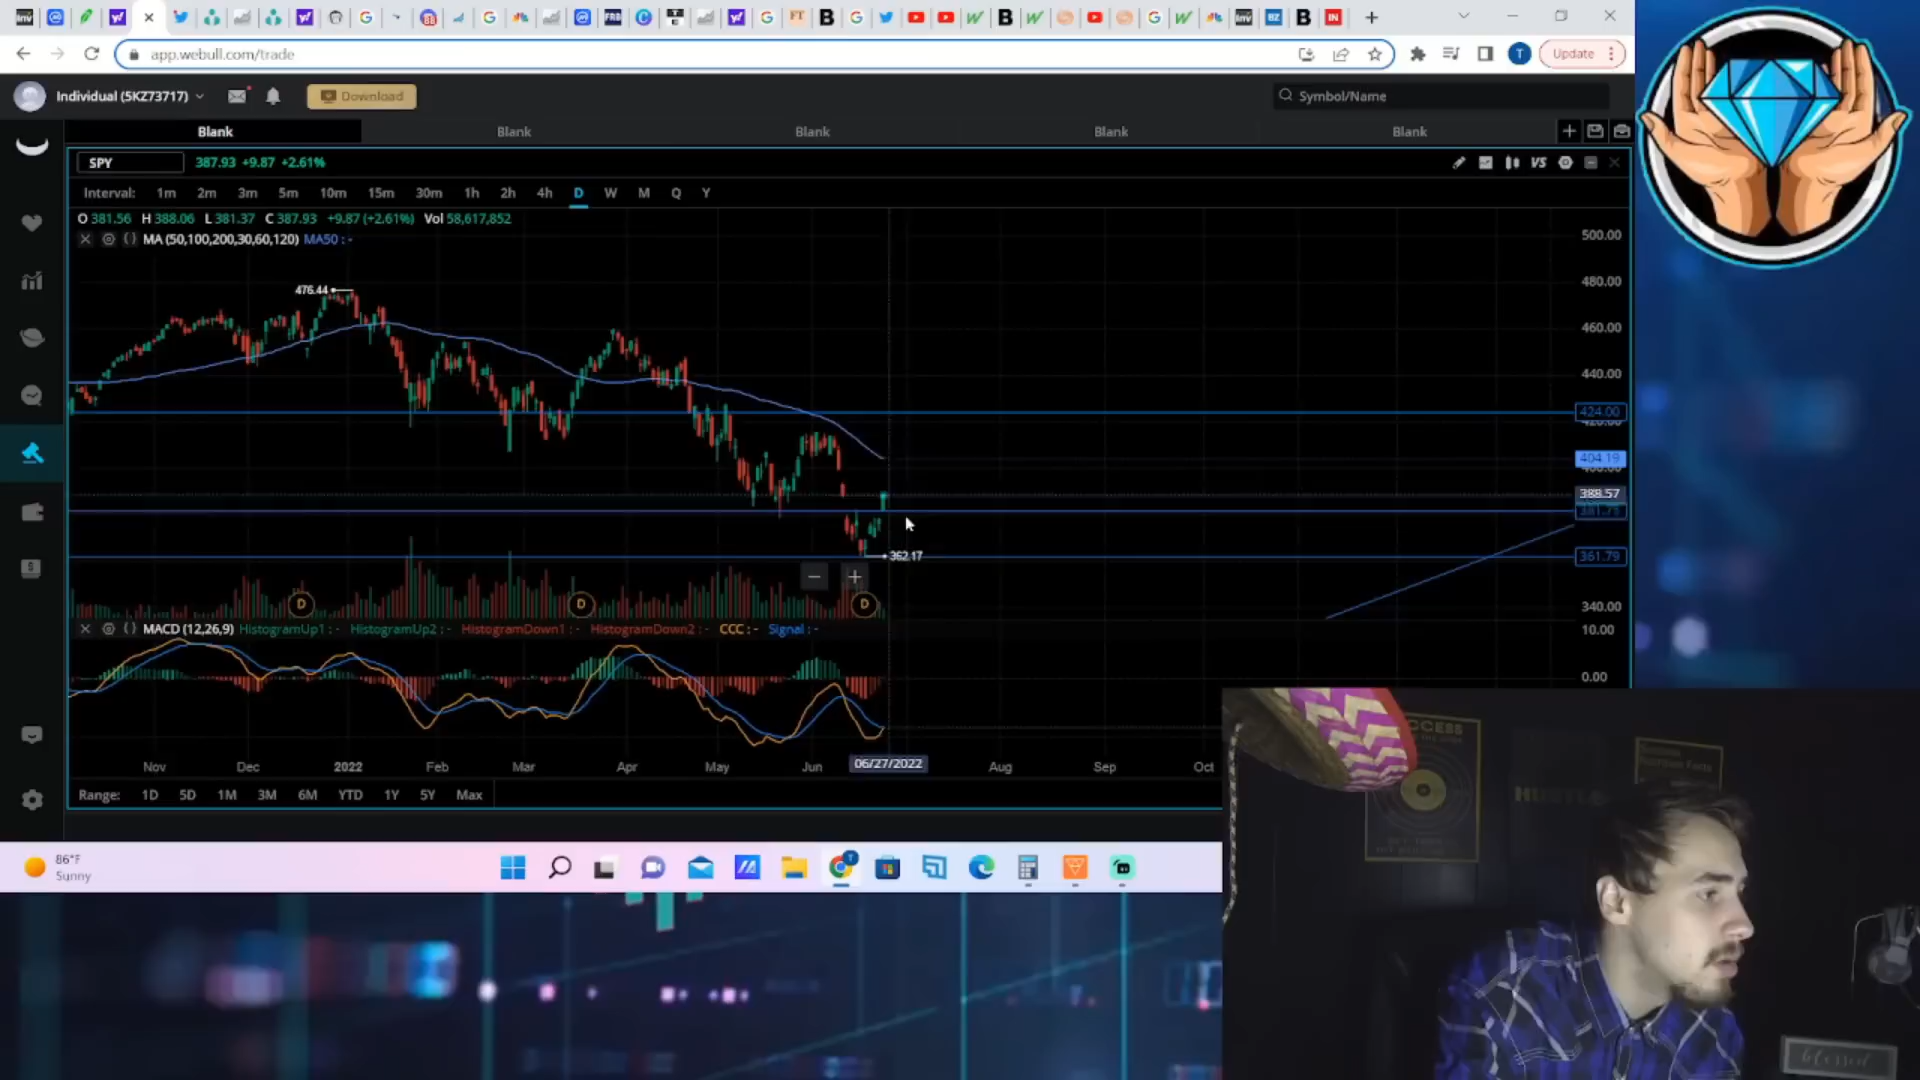 app.webull.com/trade
Update
Individual (5KZ73717)
Download
Symbol/Name
Blank
Blank
Blank
Blank
Blank
SPY
387.93 +9.87 +2.61%
VS
Interval: 1m 2m 3m 5m 10m 15m 30m 1h 2h 4h D W M Q Y
O 381.56 H 388.06 L 381.37 C 387.93 +9.87 (+2.61%) Vol 58,617,852
MA (50,100,200,30,60,120) MA50 : -
500.00
480.00
476.44
460.00
440.00
424.00
404.19
388.57
362.17
361.79
340.00
D
D
D
MACD (12,26,9) HistogramUp1 : - HistogramUp2 : - HistogramDown1 : - HistogramDown2 : - CCC : - Signal : -
10.00
0.00
Nov Dec 2022 Feb Mar Apr May Jun 06/27/2022 Aug Sep Oct
Range: 1D 5D 1M 3M 6M YTD 1Y 5Y Max
86°F
Sunny
blessed